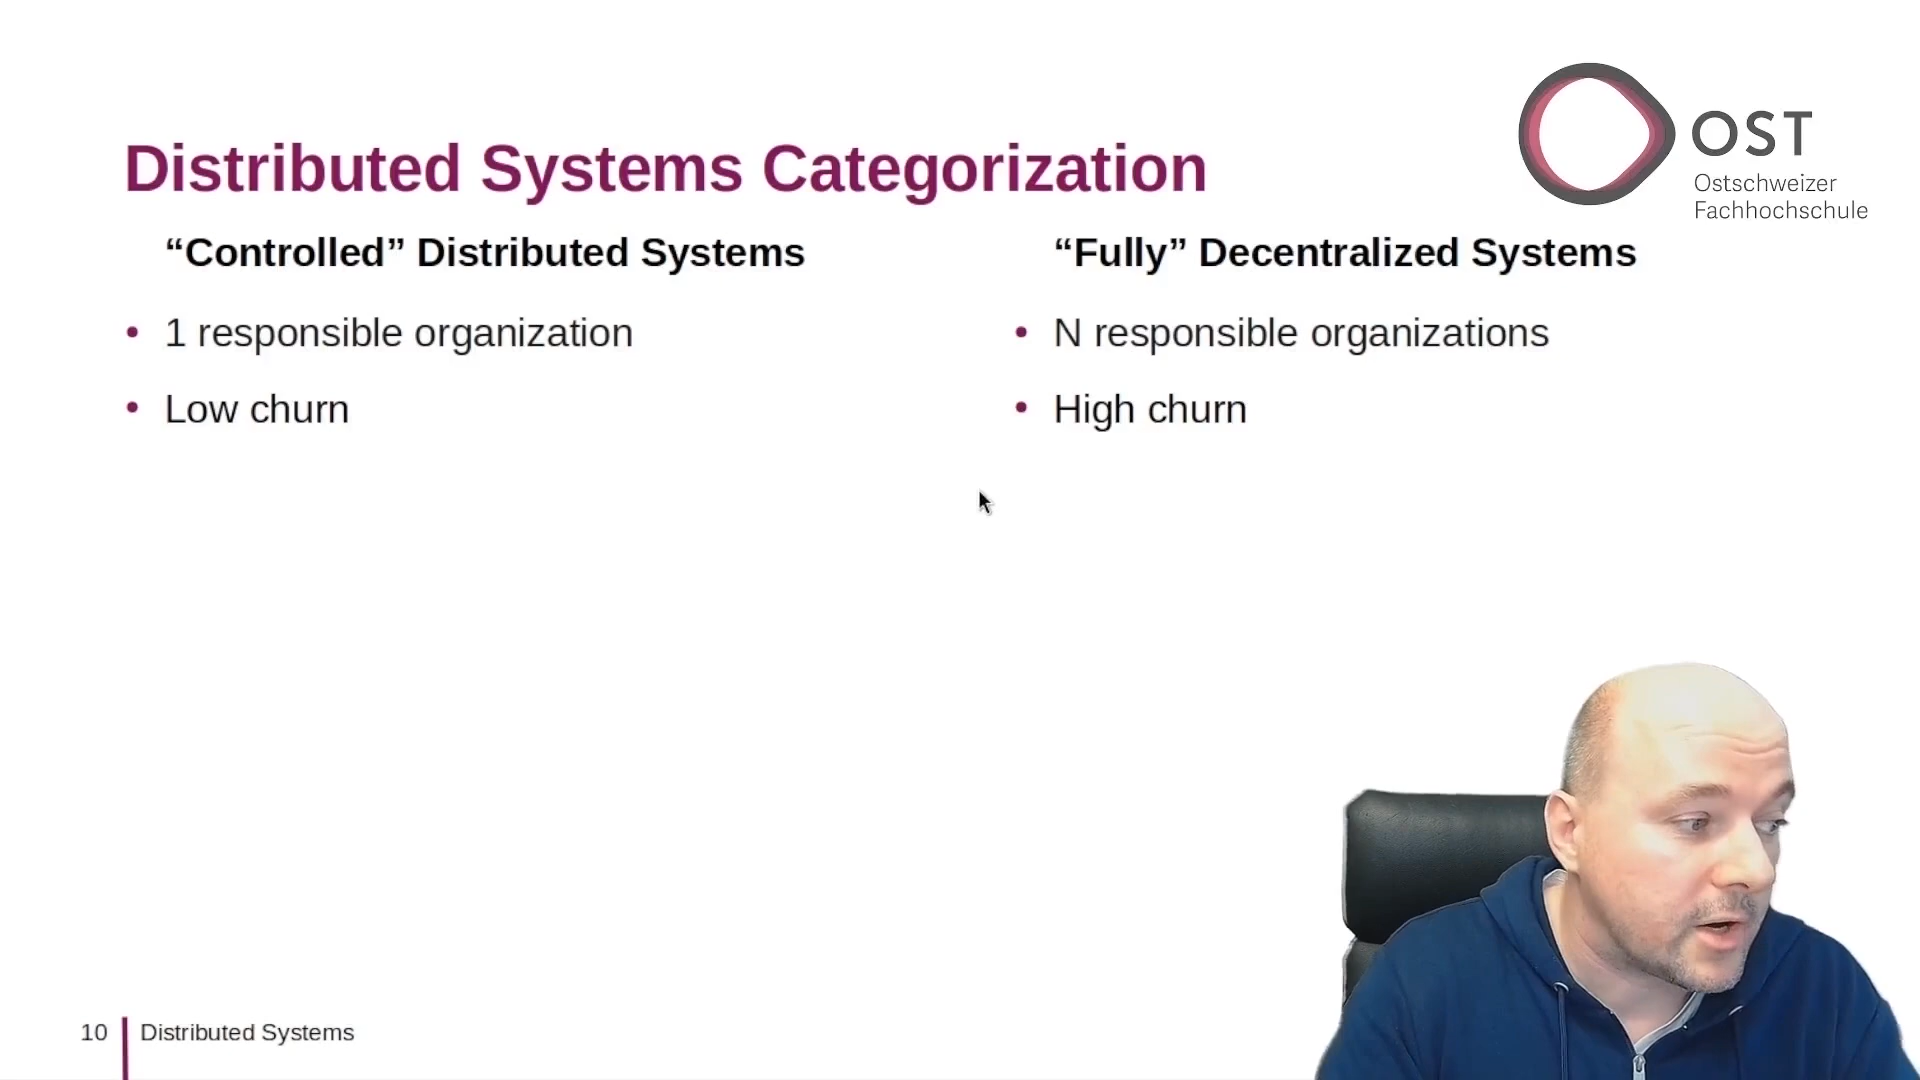 OST
Ostschweizer
Fachhochschule
Distributed Systems Categorization
“Controlled” Distributed Systems
• 1 responsible organization
• Low churn
“Fully” Decentralized Systems
• N responsible organizations
• High churn
10
Distributed Systems